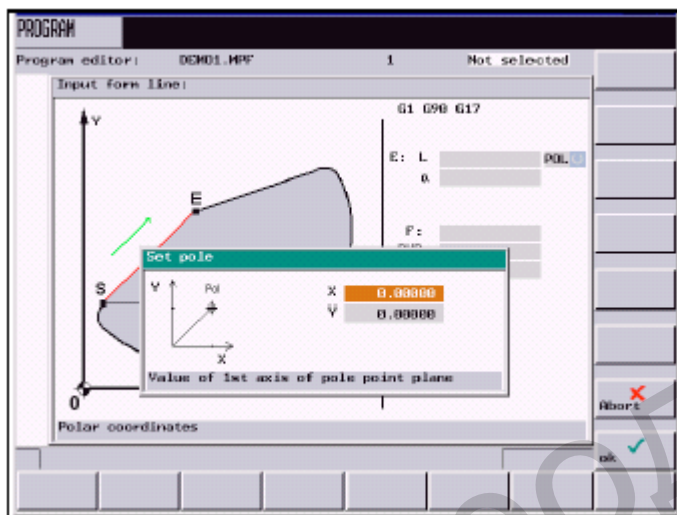 PROGRAM
Program editor: DEMO1.MPF 1 Not selected
Input form line:
G1 G90 G17
Y
E: L POL
E
F:
Set pole
S
Y Pol X 0.00000
Y 0.00000
X
Value of 1st axis of pole point plane
0
Abort
Polar coordinates
ok